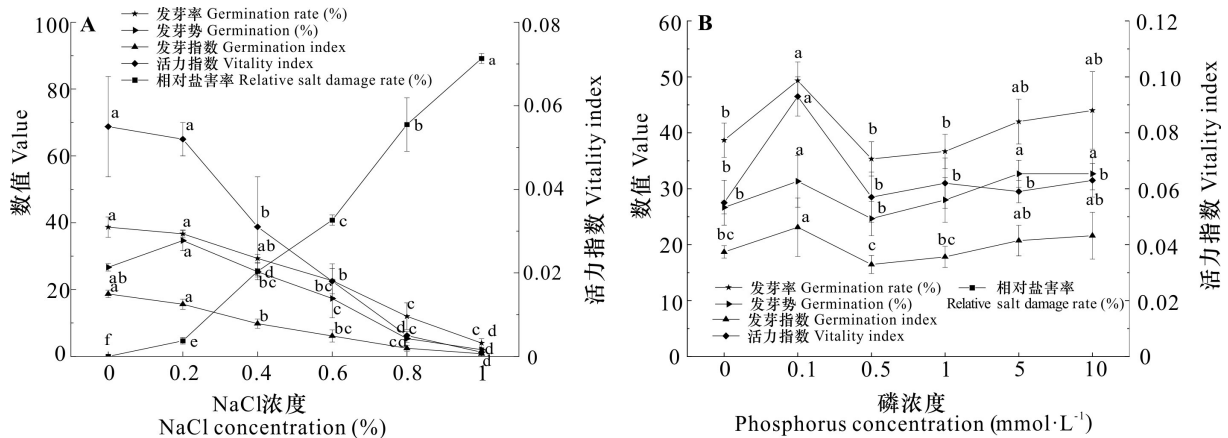 A
发芽率 Germination rate (%)
发芽势 Germination (%)
发芽指数 Germination index
活力指数 Vitality index
相对盐害率 Relative salt damage rate (%)
数值 Value
100
80
60
40
20
0
0.08
0.06
0.04
0.02
0
活力指数 Vitality index
a
a
b
b
d
c
a
a
ab
b
c
c
ab
a
bc
c
cd
d
a
a
b
bc
c
d
f
e
d
c
b
a
0
0.2
0.4
0.6
0.8
1
NaCl浓度
NaCl concentration (%)
B
数值 Value
60
50
40
30
20
10
0
0.12
0.10
0.08
0.06
0.04
0.02
0
活力指数 Vitality index
b
a
b
b
ab
ab
b
a
b
b
a
a
b
a
b
b
b
b
bc
a
c
bc
ab
ab
发芽率 Germination rate (%)
发芽势 Germination (%)
发芽指数 Germination index
活力指数 Vitality index
相对盐害率
Relative salt damage rate (%)
0
0.1
0.5
1
5
10
磷浓度
Phosphorus concentration (mmol·L⁻¹)